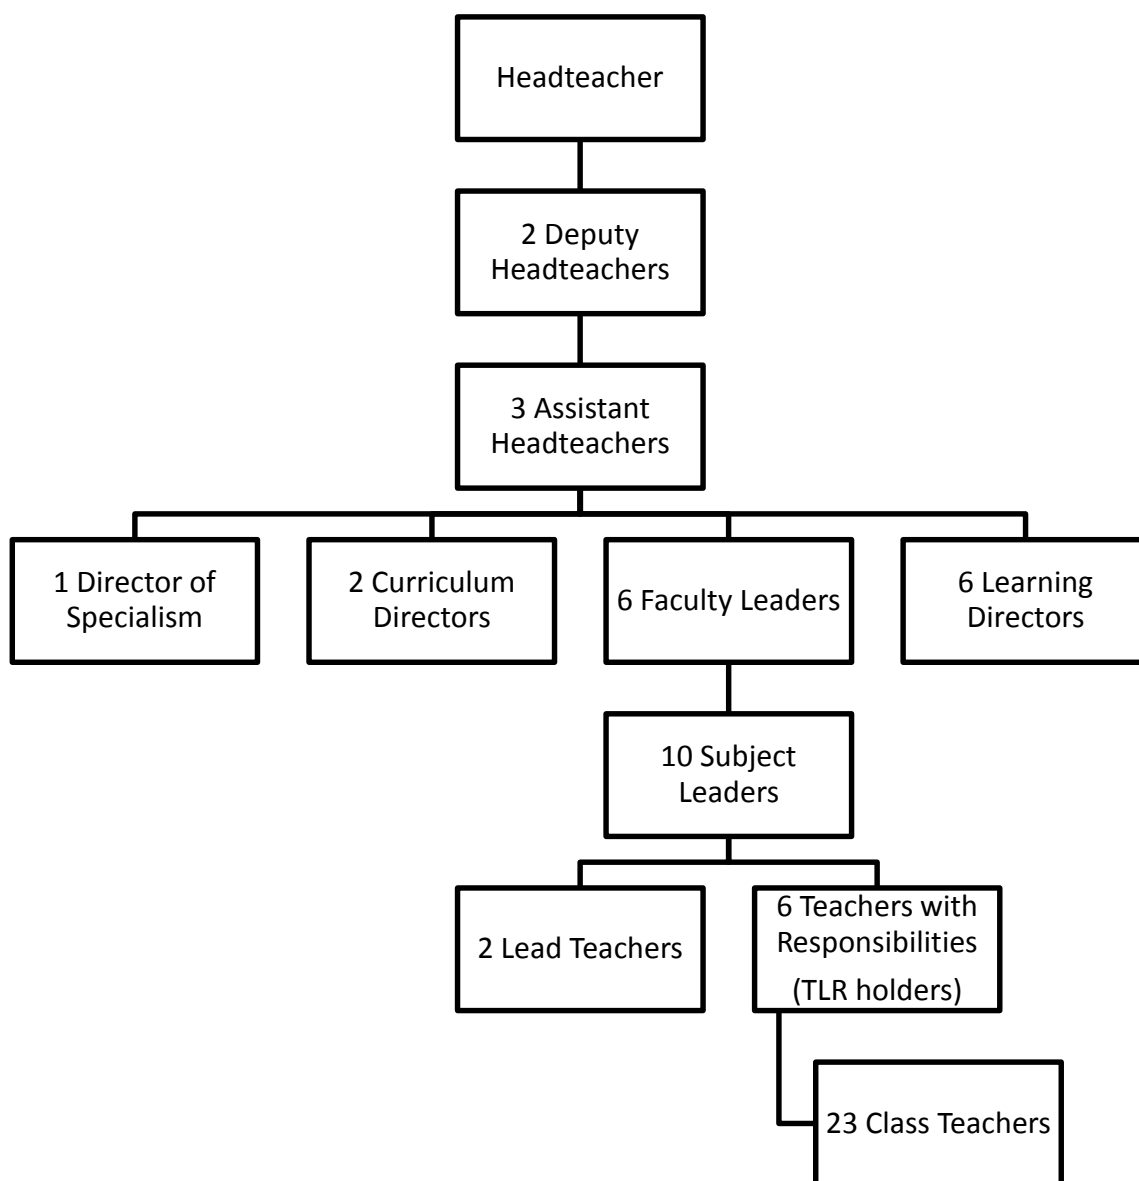 Headteacher
2 Deputy
Headteachers
3 Assistant
Headteachers
1 Director of
Specialism
2 Curriculum
Directors
6 Faculty Leaders
6 Learning
Directors
10 Subject
Leaders
2 Lead Teachers
6 Teachers with
Responsibilities
(TLR holders)
23 Class Teachers